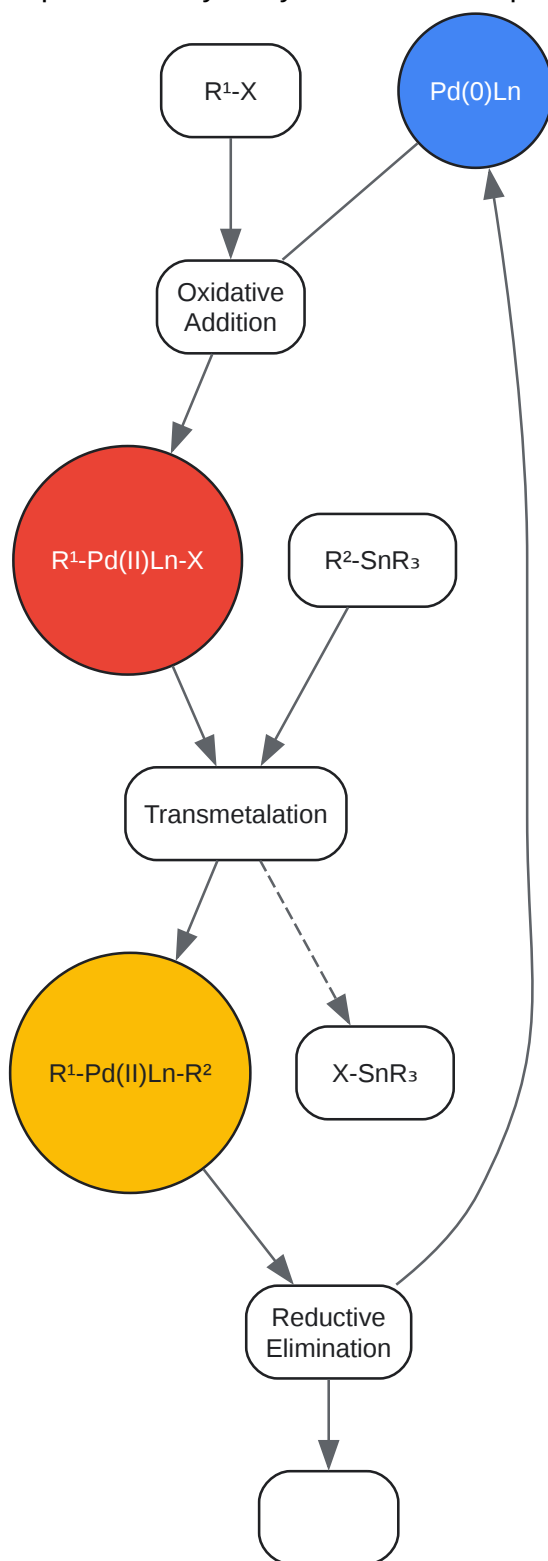 R¹-X
Pd(0)Ln
Oxidative
Addition
R¹-Pd(II)Ln-X
R²-SnR₃
Transmetalation
R¹-Pd(II)Ln-R²
X-SnR₃
Reductive
Elimination